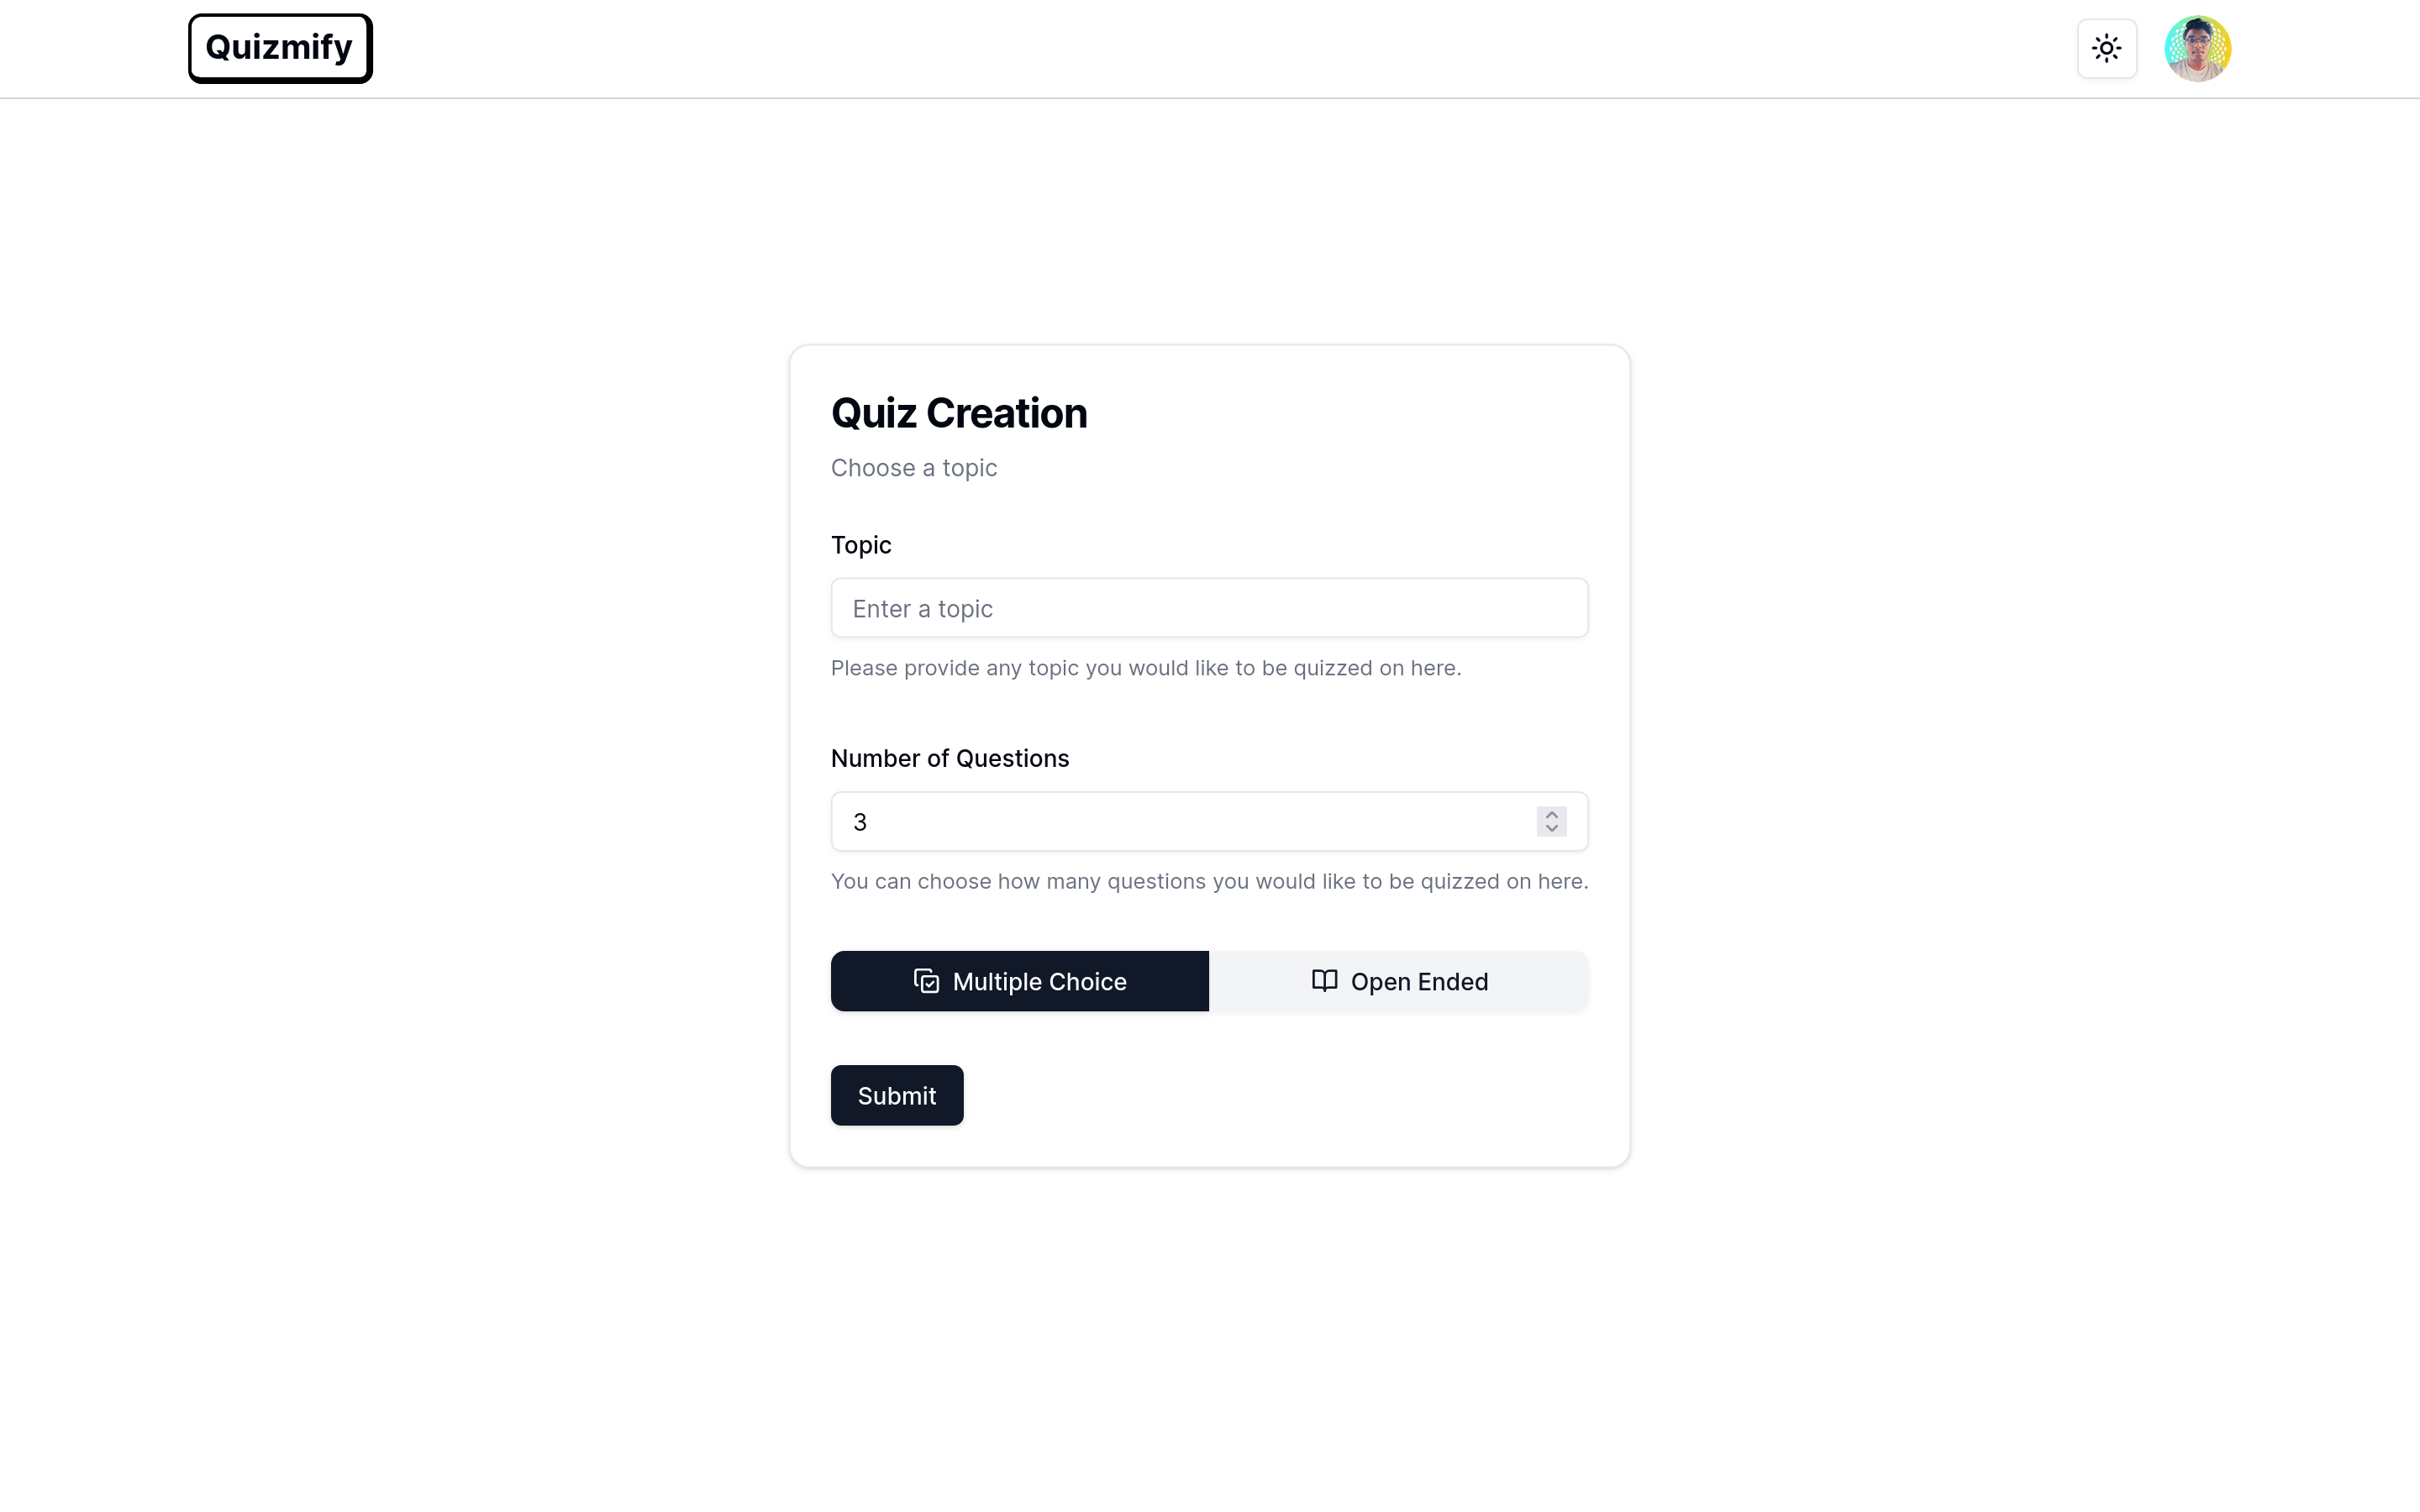 Quizmify
Quiz Creation
Choose a topic
Topic
Enter a topic
Please provide any topic you would like to be quizzed on here.
Number of Questions
3
You can choose how many questions you would like to be quizzed on here.
Multiple Choice
Open Ended
Submit